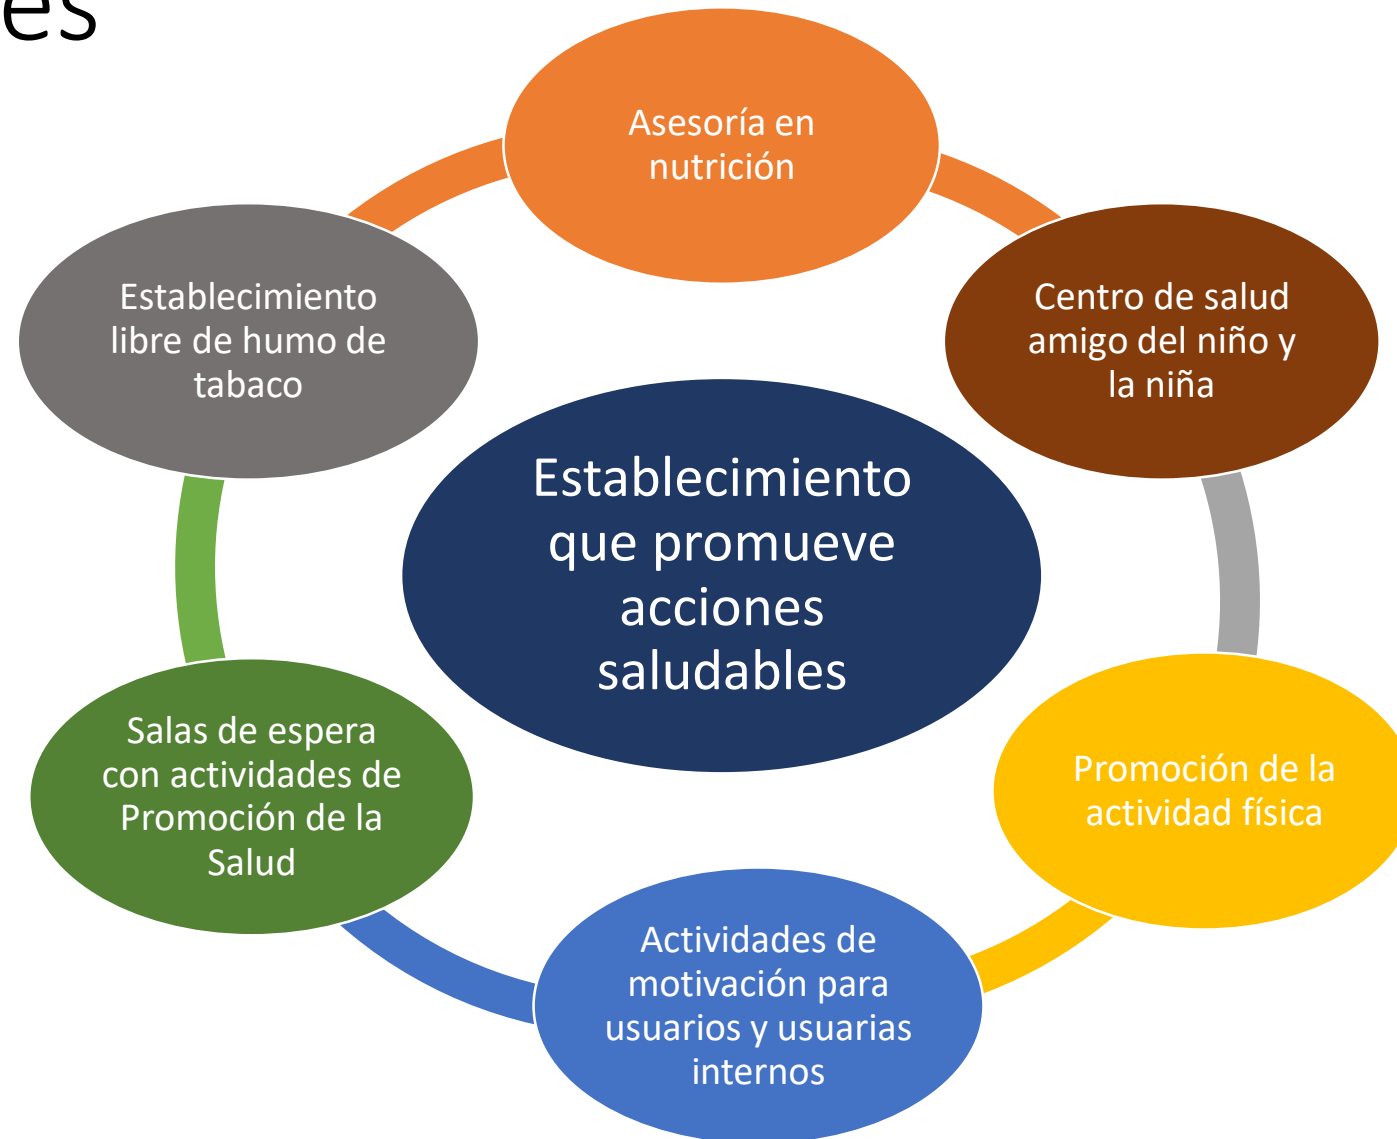 es
Asesoría en
nutrición
Centro de salud
amigo del niño y
la niña
Promoción de la
actividad física
Actividades de
motivación para
usuarios y usuarias
internos
Salas de espera
con actividades de
Promoción de la
Salud
Establecimiento
libre de humo de
tabaco
Establecimiento
que promueve
acciones
saludables